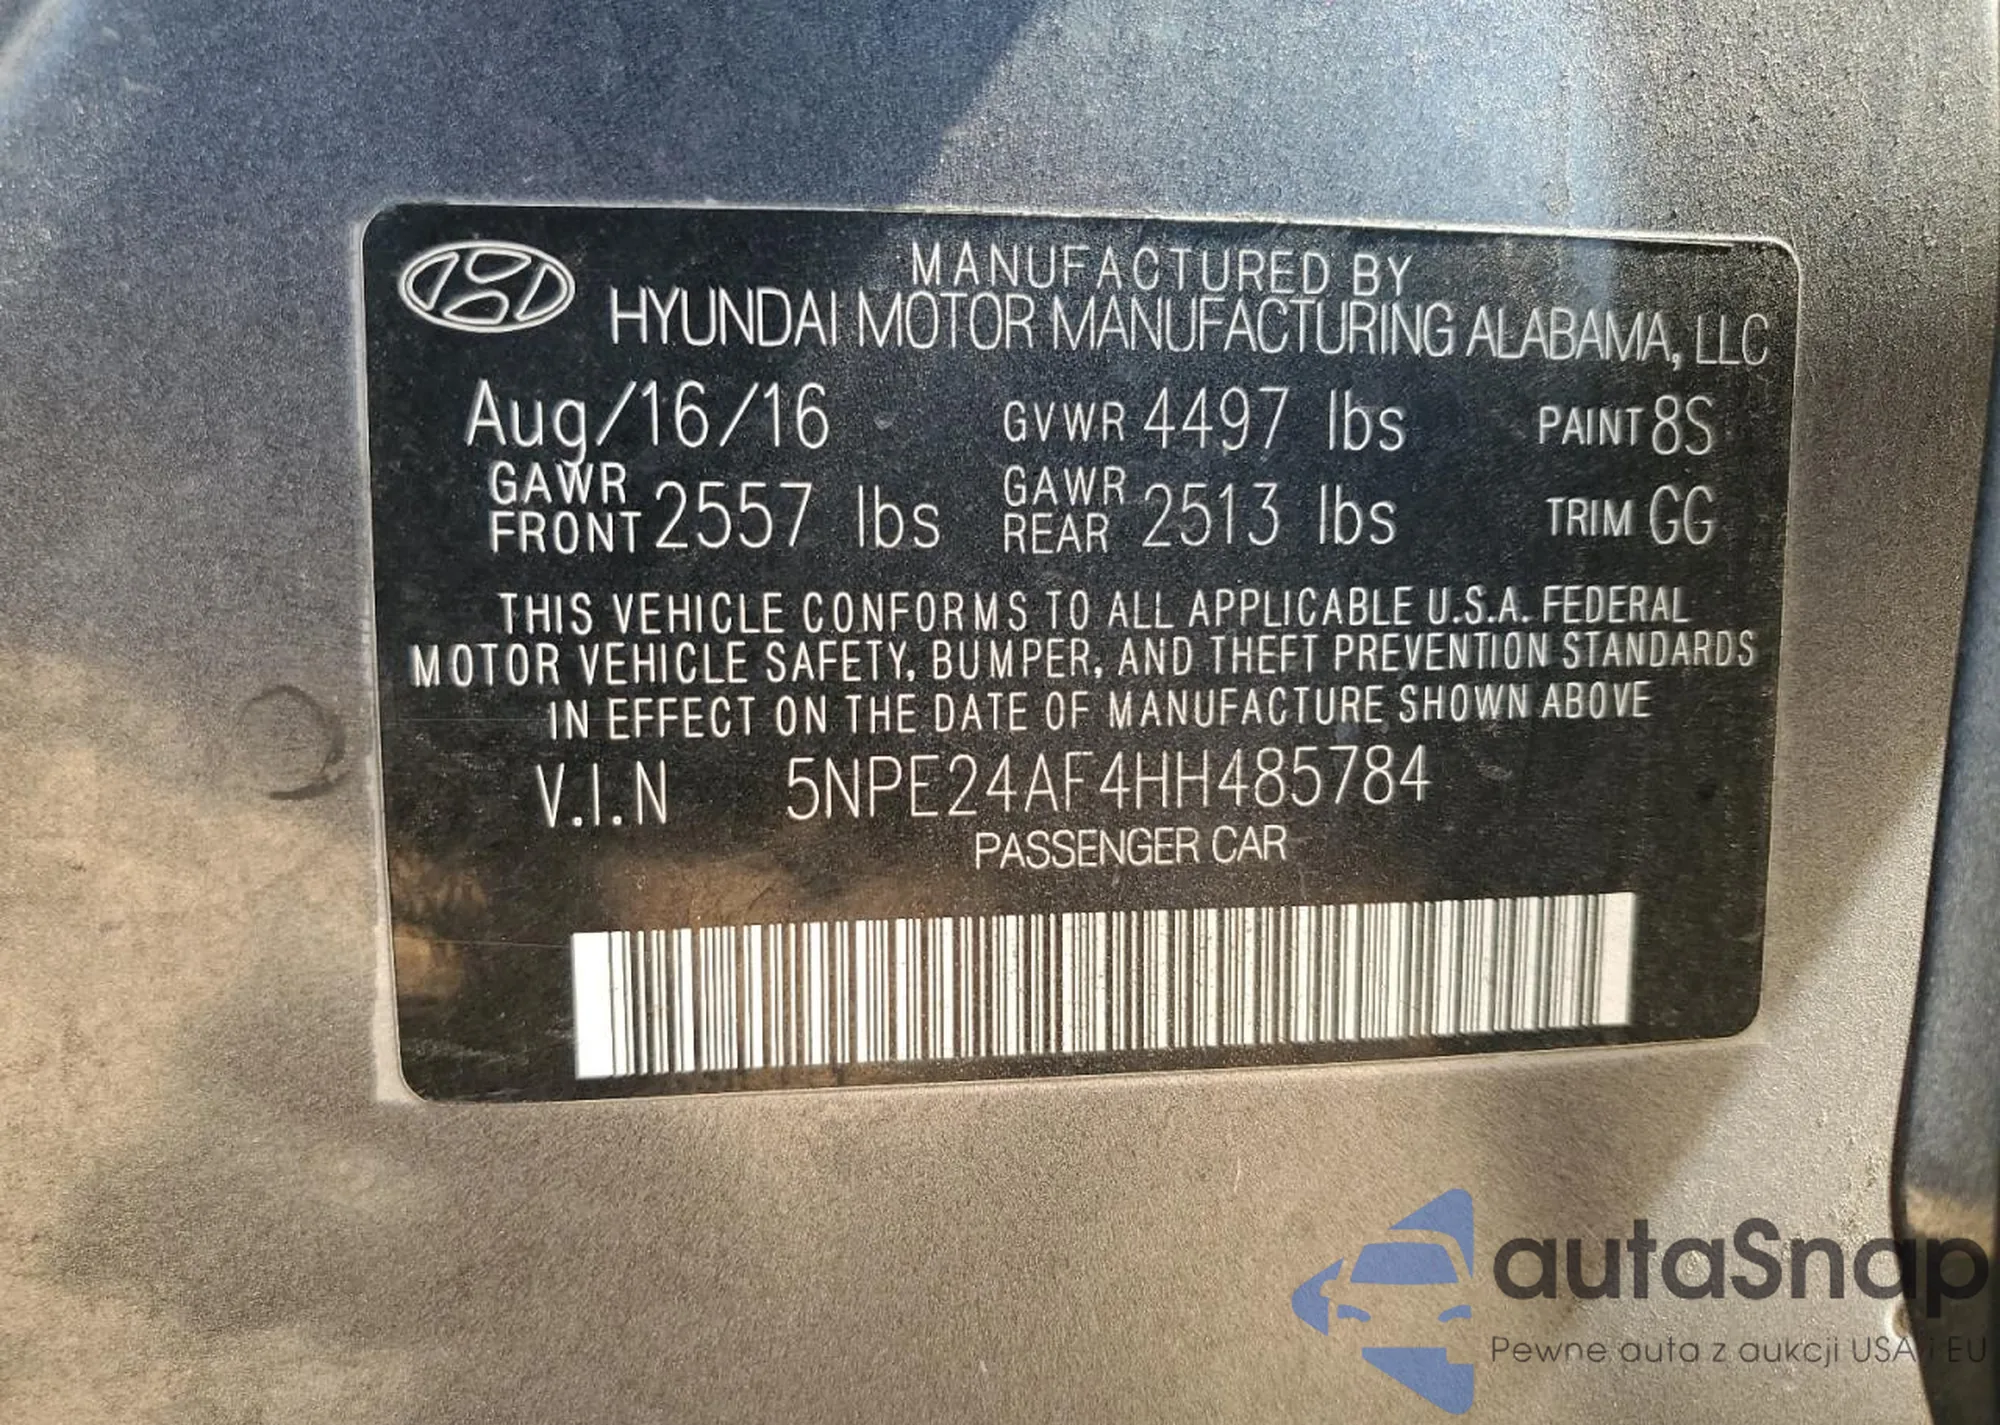 MANUFACTURED BY
HYUNDAI MOTOR MANUFACTURING ALABAMA, LLC
Aug/16/16 GVWR 4497 lbs PAINT 8S
GAWR FRONT 2557 lbs GAWR REAR 2513 lbs TRIM GG
THIS VEHICLE CONFORMS TO ALL APPLICABLE U.S.A. FEDERAL
MOTOR VEHICLE SAFETY, BUMPER, AND THEFT PREVENTION STANDARDS
IN EFFECT ON THE DATE OF MANUFACTURE SHOWN ABOVE
V.I.N 5NPE24AF4HH485784
PASSENGER CAR
autaSnap
Pewne auta z aukcji USA i EU